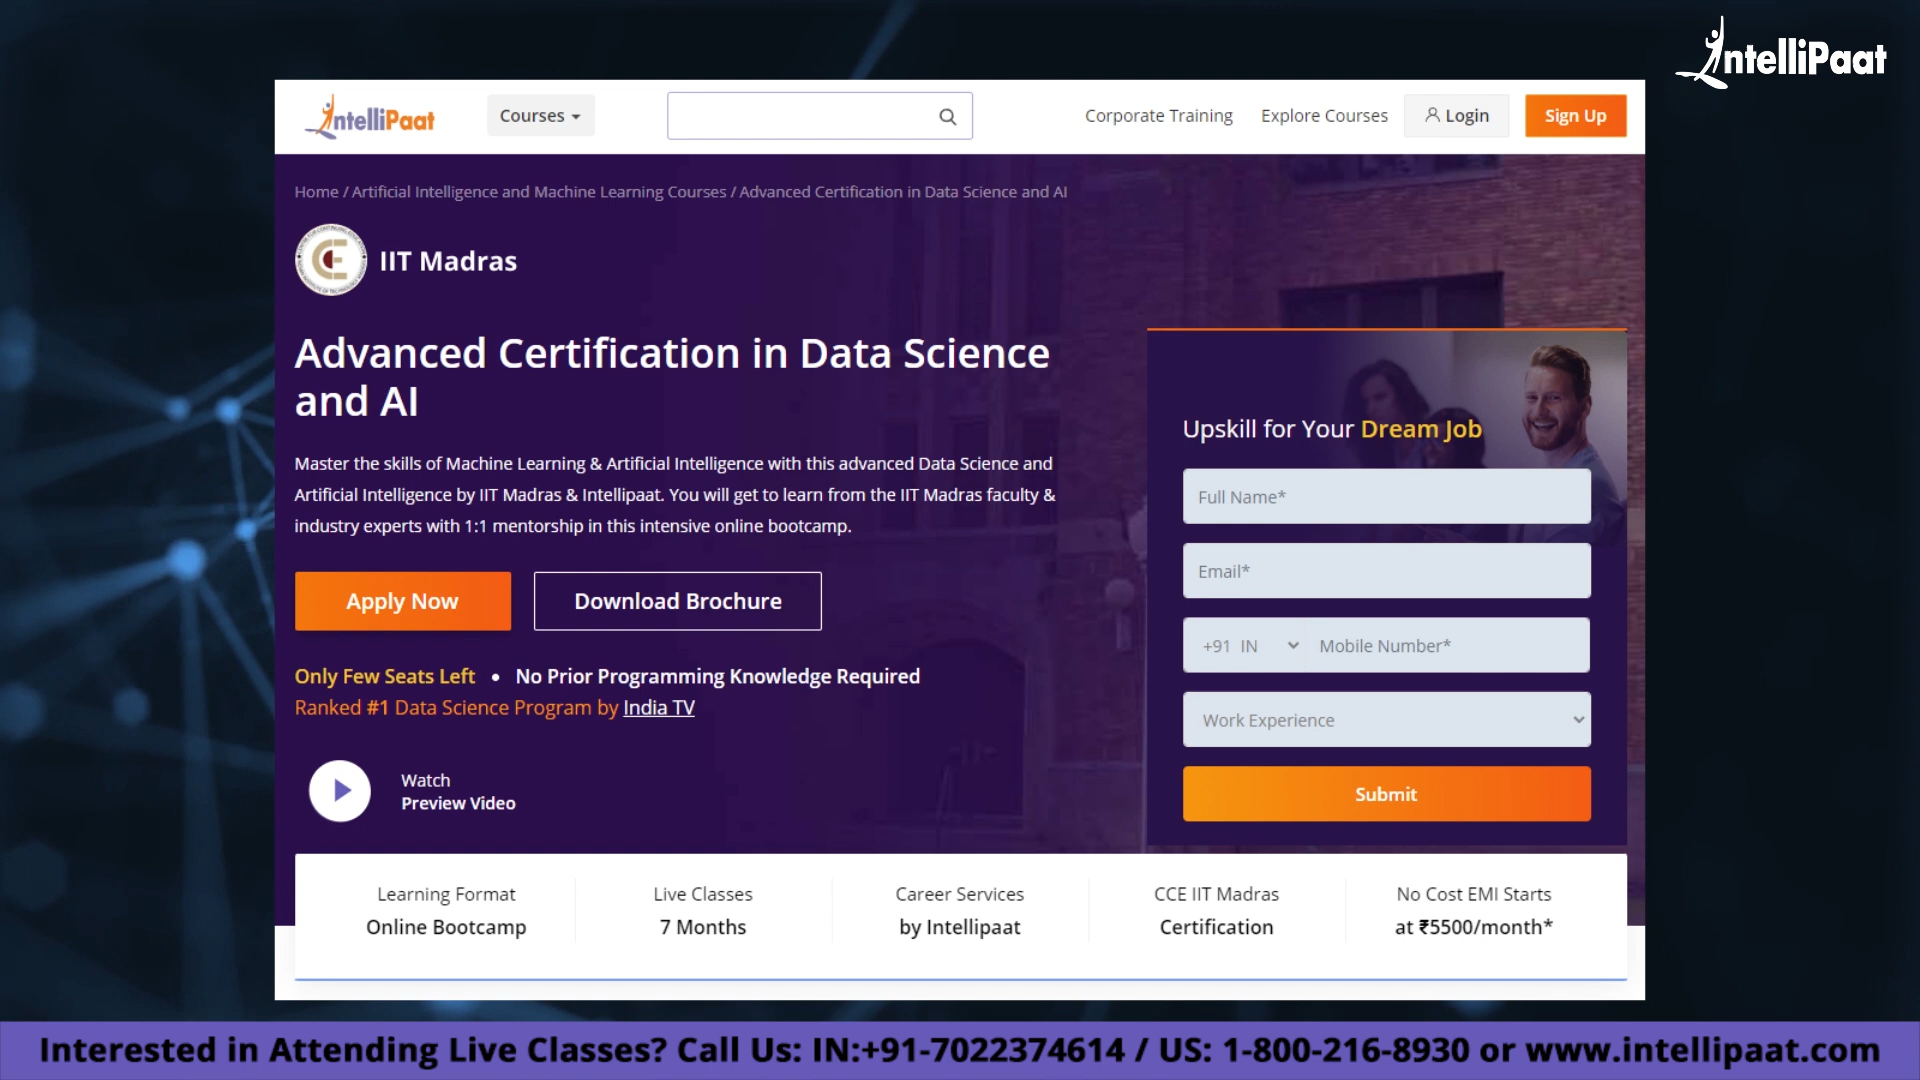 IntelliPaat
IntelliPaat
Courses
Corporate Training
Explore Courses
Login
Sign Up
Home / Artificial Intelligence and Machine Learning Courses / Advanced Certification in Data Science and AI
IIT Madras
Advanced Certification in Data Science
and AI
Master the skills of Machine Learning & Artificial Intelligence with this advanced Data Science and
Artificial Intelligence by IIT Madras & Intellipaat. You will get to learn from the IIT Madras faculty &
industry experts with 1:1 mentorship in this intensive online bootcamp.
Apply Now
Download Brochure
Only Few Seats Left • No Prior Programming Knowledge Required
Ranked #1 Data Science Program by India TV
Watch
Preview Video
Upskill for Your Dream Job
Full Name*
Email*
+91 IN
Mobile Number*
Work Experience
Submit
Learning Format
Online Bootcamp
Live Classes
7 Months
Career Services
by Intellipaat
CCE IIT Madras
Certification
No Cost EMI Starts
at ₹5500/month*
Interested in Attending Live Classes? Call Us: IN:+91-7022374614 / US: 1-800-216-8930 or www.intellipaat.com